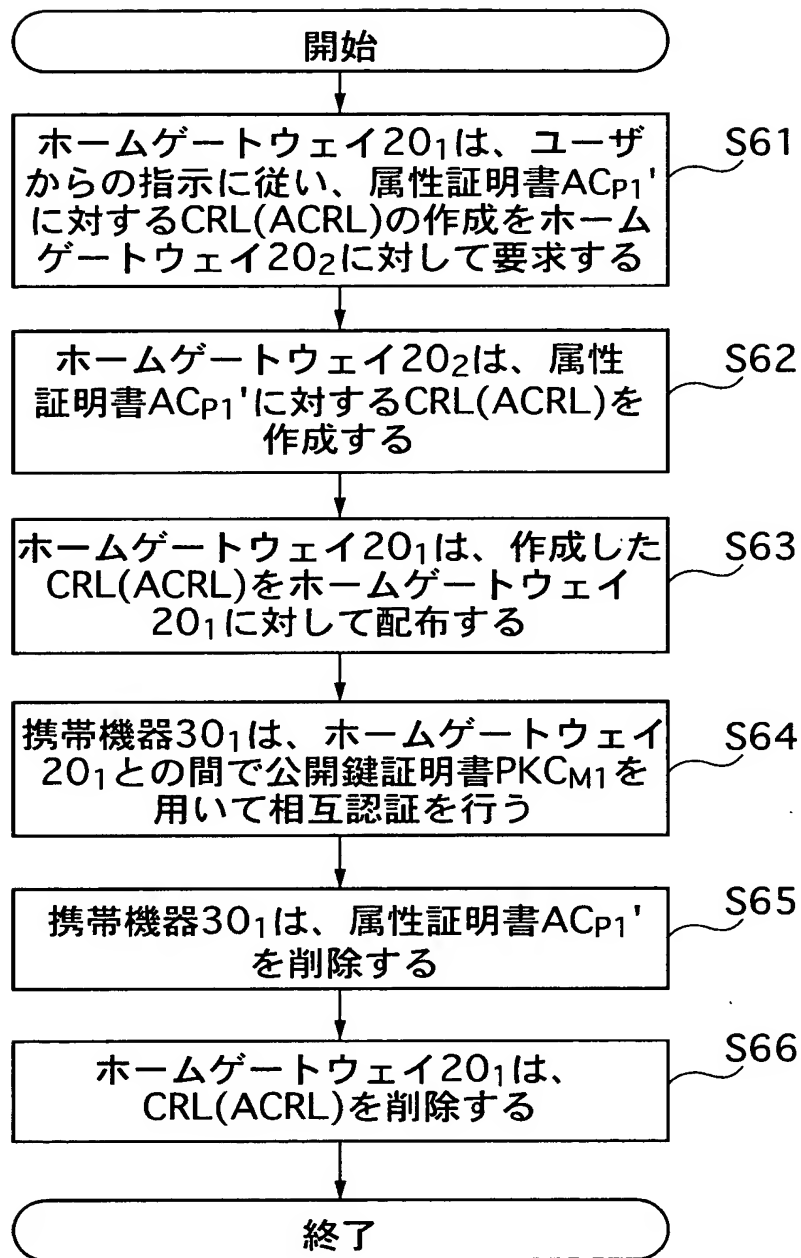 開始
ホームゲートウェイ20₁は、ユーザ
からの指示に従い、属性証明書ACP1'
に対するCRL(ACRL)の作成をホーム
ゲートウェイ20₂に対して要求する
S61
ホームゲートウェイ20₂は、属性
証明書ACP1'に対するCRL(ACRL)を
作成する
S62
ホームゲートウェイ20₁は、作成した
CRL(ACRL)をホームゲートウェイ
20₁に対して配布する
S63
携帯機器30₁は、ホームゲートウェイ
20₁との間で公開鍵証明書PKCM1を
用いて相互認証を行う
S64
携帯機器30₁は、属性証明書ACP1'
を削除する
S65
ホームゲートウェイ20₁は、
CRL(ACRL)を削除する
S66
終了